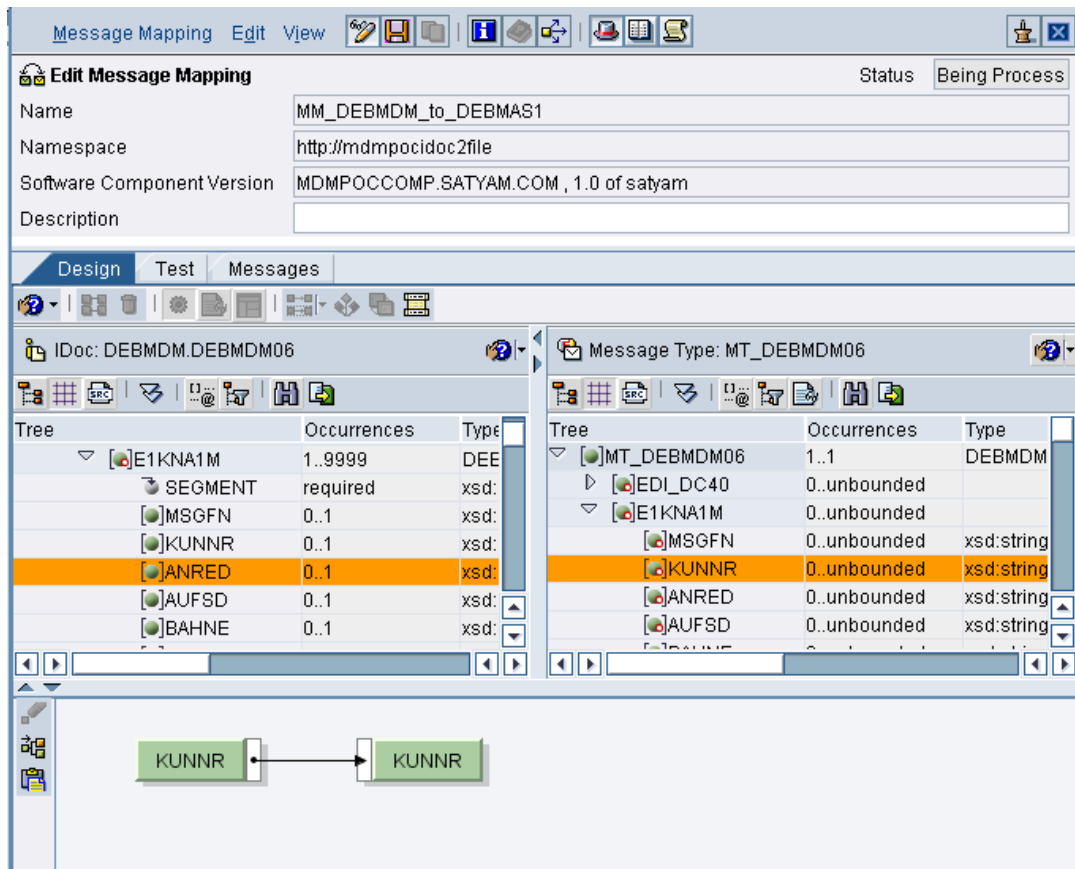 Message Mapping Edit View
Edit Message Mapping Status Being Process
Name MM_DEBMDM_to_DEBMAS1
Namespace http://mdmpocidoc2file
Software Component Version MDMPOCCOMP.SATYAM.COM , 1.0 of satyam
Description
Design Test Messages
IDoc: DEBMDM.DEBMDM06 Message Type: MT_DEBMDM06
SRC SRC
Tree Occurrences Type Tree Occurrences Type
[●]E1KNA1M 1..9999 DEE [●]MT_DEBMDM06 1..1 DEBMDM
SEGMENT required xsd: [●]EDI_DC40 0..unbounded
[●]MSGFN 0..1 xsd: [●]E1KNA1M 0..unbounded
[●]KUNNR 0..1 xsd: [●]MSGFN 0..unbounded xsd:string
[●]ANRED 0..1 xsd: [●]KUNNR 0..unbounded xsd:string
[●]AUFSD 0..1 xsd: [●]ANRED 0..unbounded xsd:string
[●]BAHNE 0..1 xsd: [●]AUFSD 0..unbounded xsd:string
KUNNR KUNNR